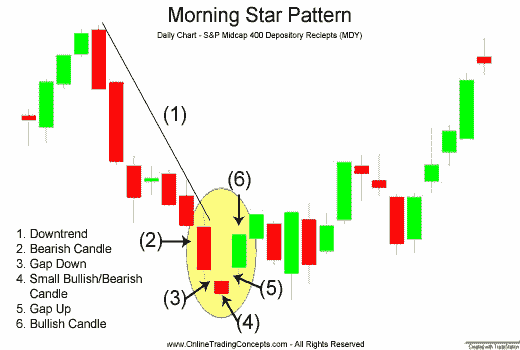 Morning Star Pattern
Daily Chart - S&P Midcap 400 Depository Reciepts (MDY)
(1)
(6)
(2)
(3)
(5)
(4)
1. Downtrend
2. Bearish Candle
3. Gap Down
4. Small Bullish/Bearish
Candle
5. Gap Up
6. Bullish Candle
www.OnlineTradingConcepts.com - All Rights Reserved
Created with TradeStation